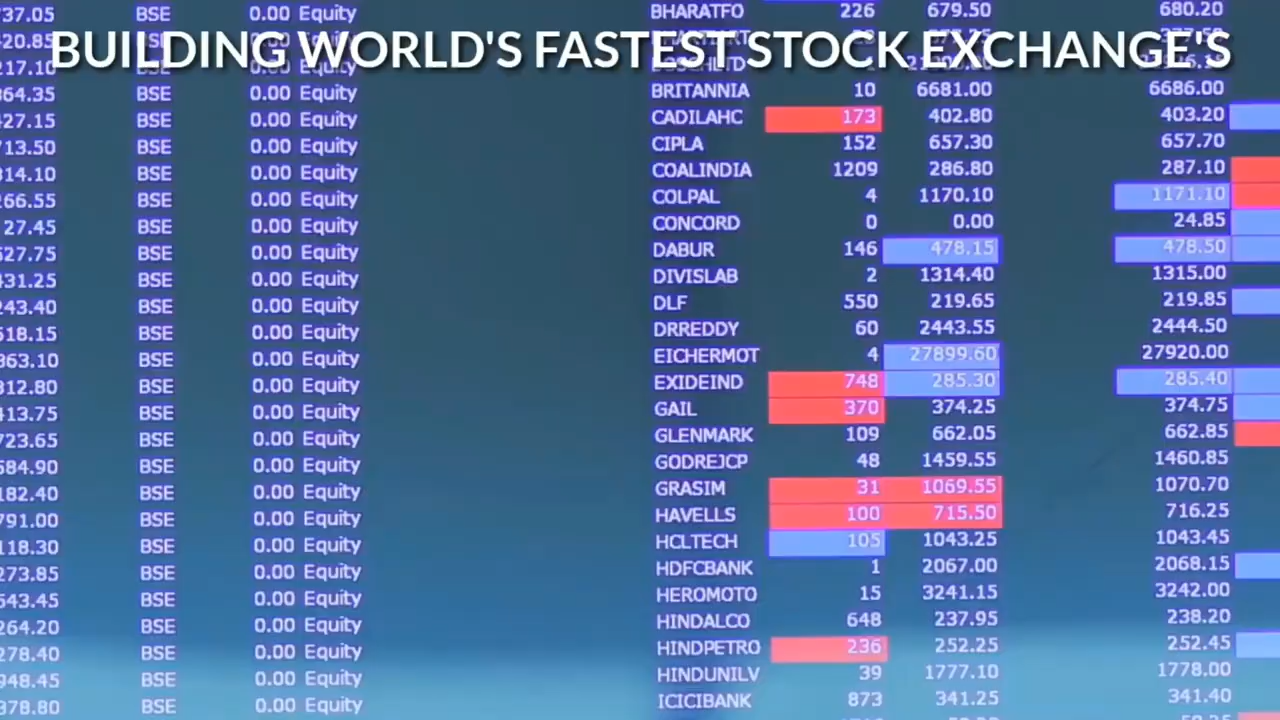 BUILDING WORLD'S FASTEST STOCK EXCHANGE'S
737.05 BSE 0.00 Equity BHARATFO 226 679.50 680.20
20.85
217.10 BSE 0.00 Equity
364.35 BSE 0.00 Equity BRITANNIA 10 6681.00 6686.00
427.15 BSE 0.00 Equity CADILAHC 173 402.80 403.20
713.50 BSE 0.00 Equity CIPLA 152 657.30 657.70
314.10 BSE 0.00 Equity COALINDIA 1209 286.80 287.10
266.55 BSE 0.00 Equity COLPAL 4 1170.10 1171.10
27.45 BSE 0.00 Equity CONCORD 0 0.00 24.85
527.75 BSE 0.00 Equity DABUR 146 478.15 478.50
431.25 BSE 0.00 Equity DIVISLAB 2 1314.40 1315.00
243.40 BSE 0.00 Equity DLF 550 219.65 219.85
518.15 BSE 0.00 Equity DRREDDY 60 2443.55 2444.50
363.10 BSE 0.00 Equity EICHERMOT 4 27899.60 27920.00
312.80 BSE 0.00 Equity EXIDEIND 748 285.30 285.40
413.75 BSE 0.00 Equity GAIL 370 374.25 374.75
723.65 BSE 0.00 Equity GLENMARK 109 662.05 662.85
584.90 BSE 0.00 Equity GODREJCP 48 1459.55 1460.85
182.40 BSE 0.00 Equity GRASIM 31 1069.55 1070.70
791.00 BSE 0.00 Equity HAVELLS 100 715.50 716.25
118.30 BSE 0.00 Equity HCLTECH 105 1043.25 1043.45
273.85 BSE 0.00 Equity HDFCBANK 1 2067.00 2068.15
543.45 BSE 0.00 Equity HEROMOTO 15 3241.15 3242.00
264.20 BSE 0.00 Equity HINDALCO 648 237.95 238.20
278.40 BSE 0.00 Equity HINDPETRO 236 252.25 252.45
948.45 BSE 0.00 Equity HINDUNILV 39 1777.10 1778.00
378.80 BSE 0.00 Equity ICICIBANK 873 341.25 341.40